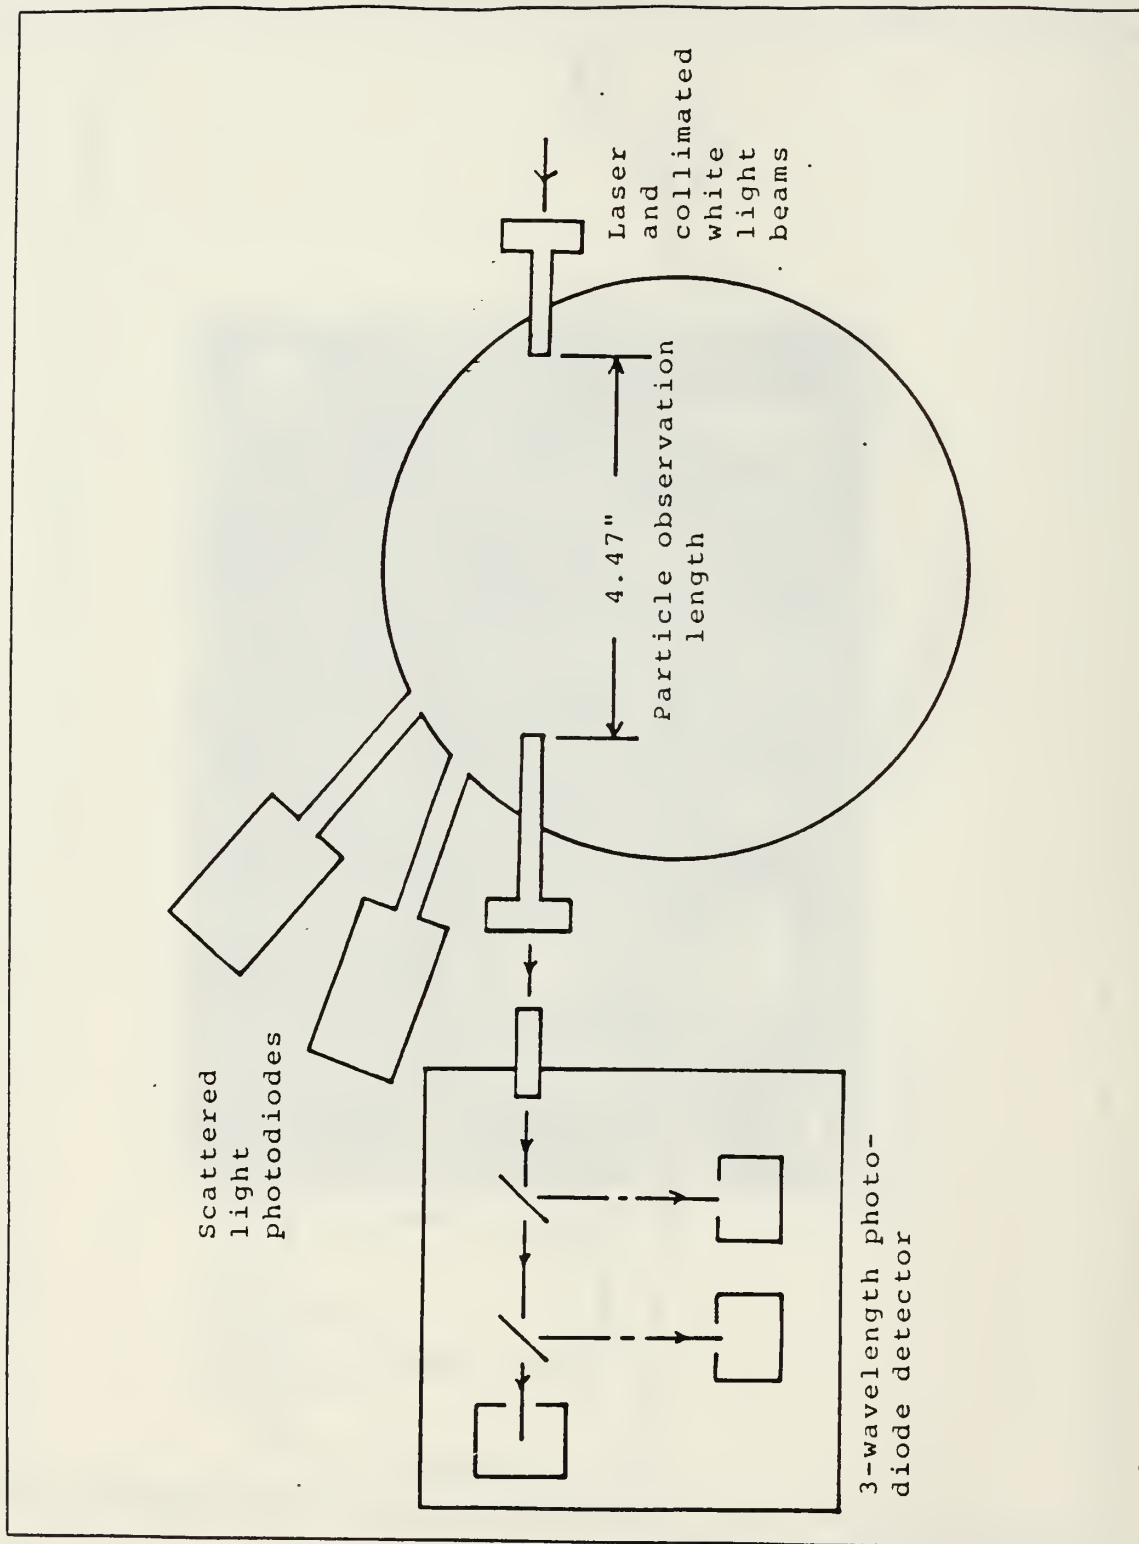 Scattered
light
photodiodes
Laser
and
collimated
white
light
beams
4.47"
Particle observation
length
3-wavelength photo-
diode detector